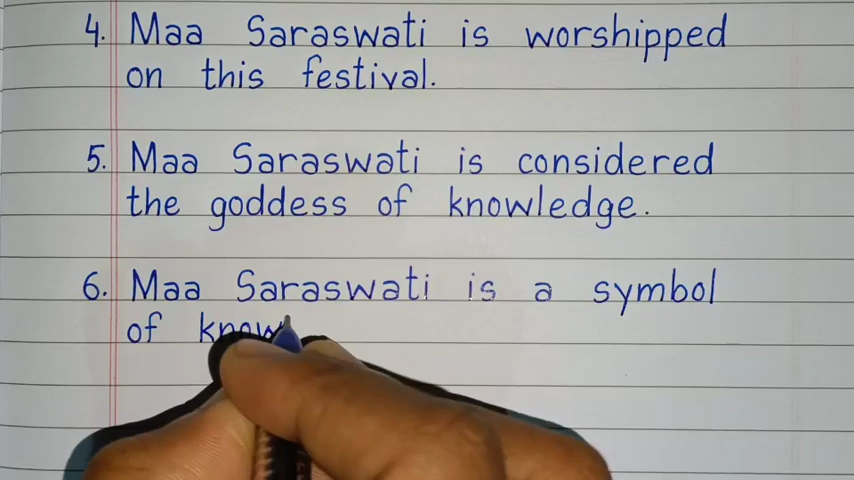 4. Maa Saraswati is worshipped
on this festival.
5. Maa Saraswati is considered
the goddess of knowledge.
6. Maa Saraswati is a symbol
of know